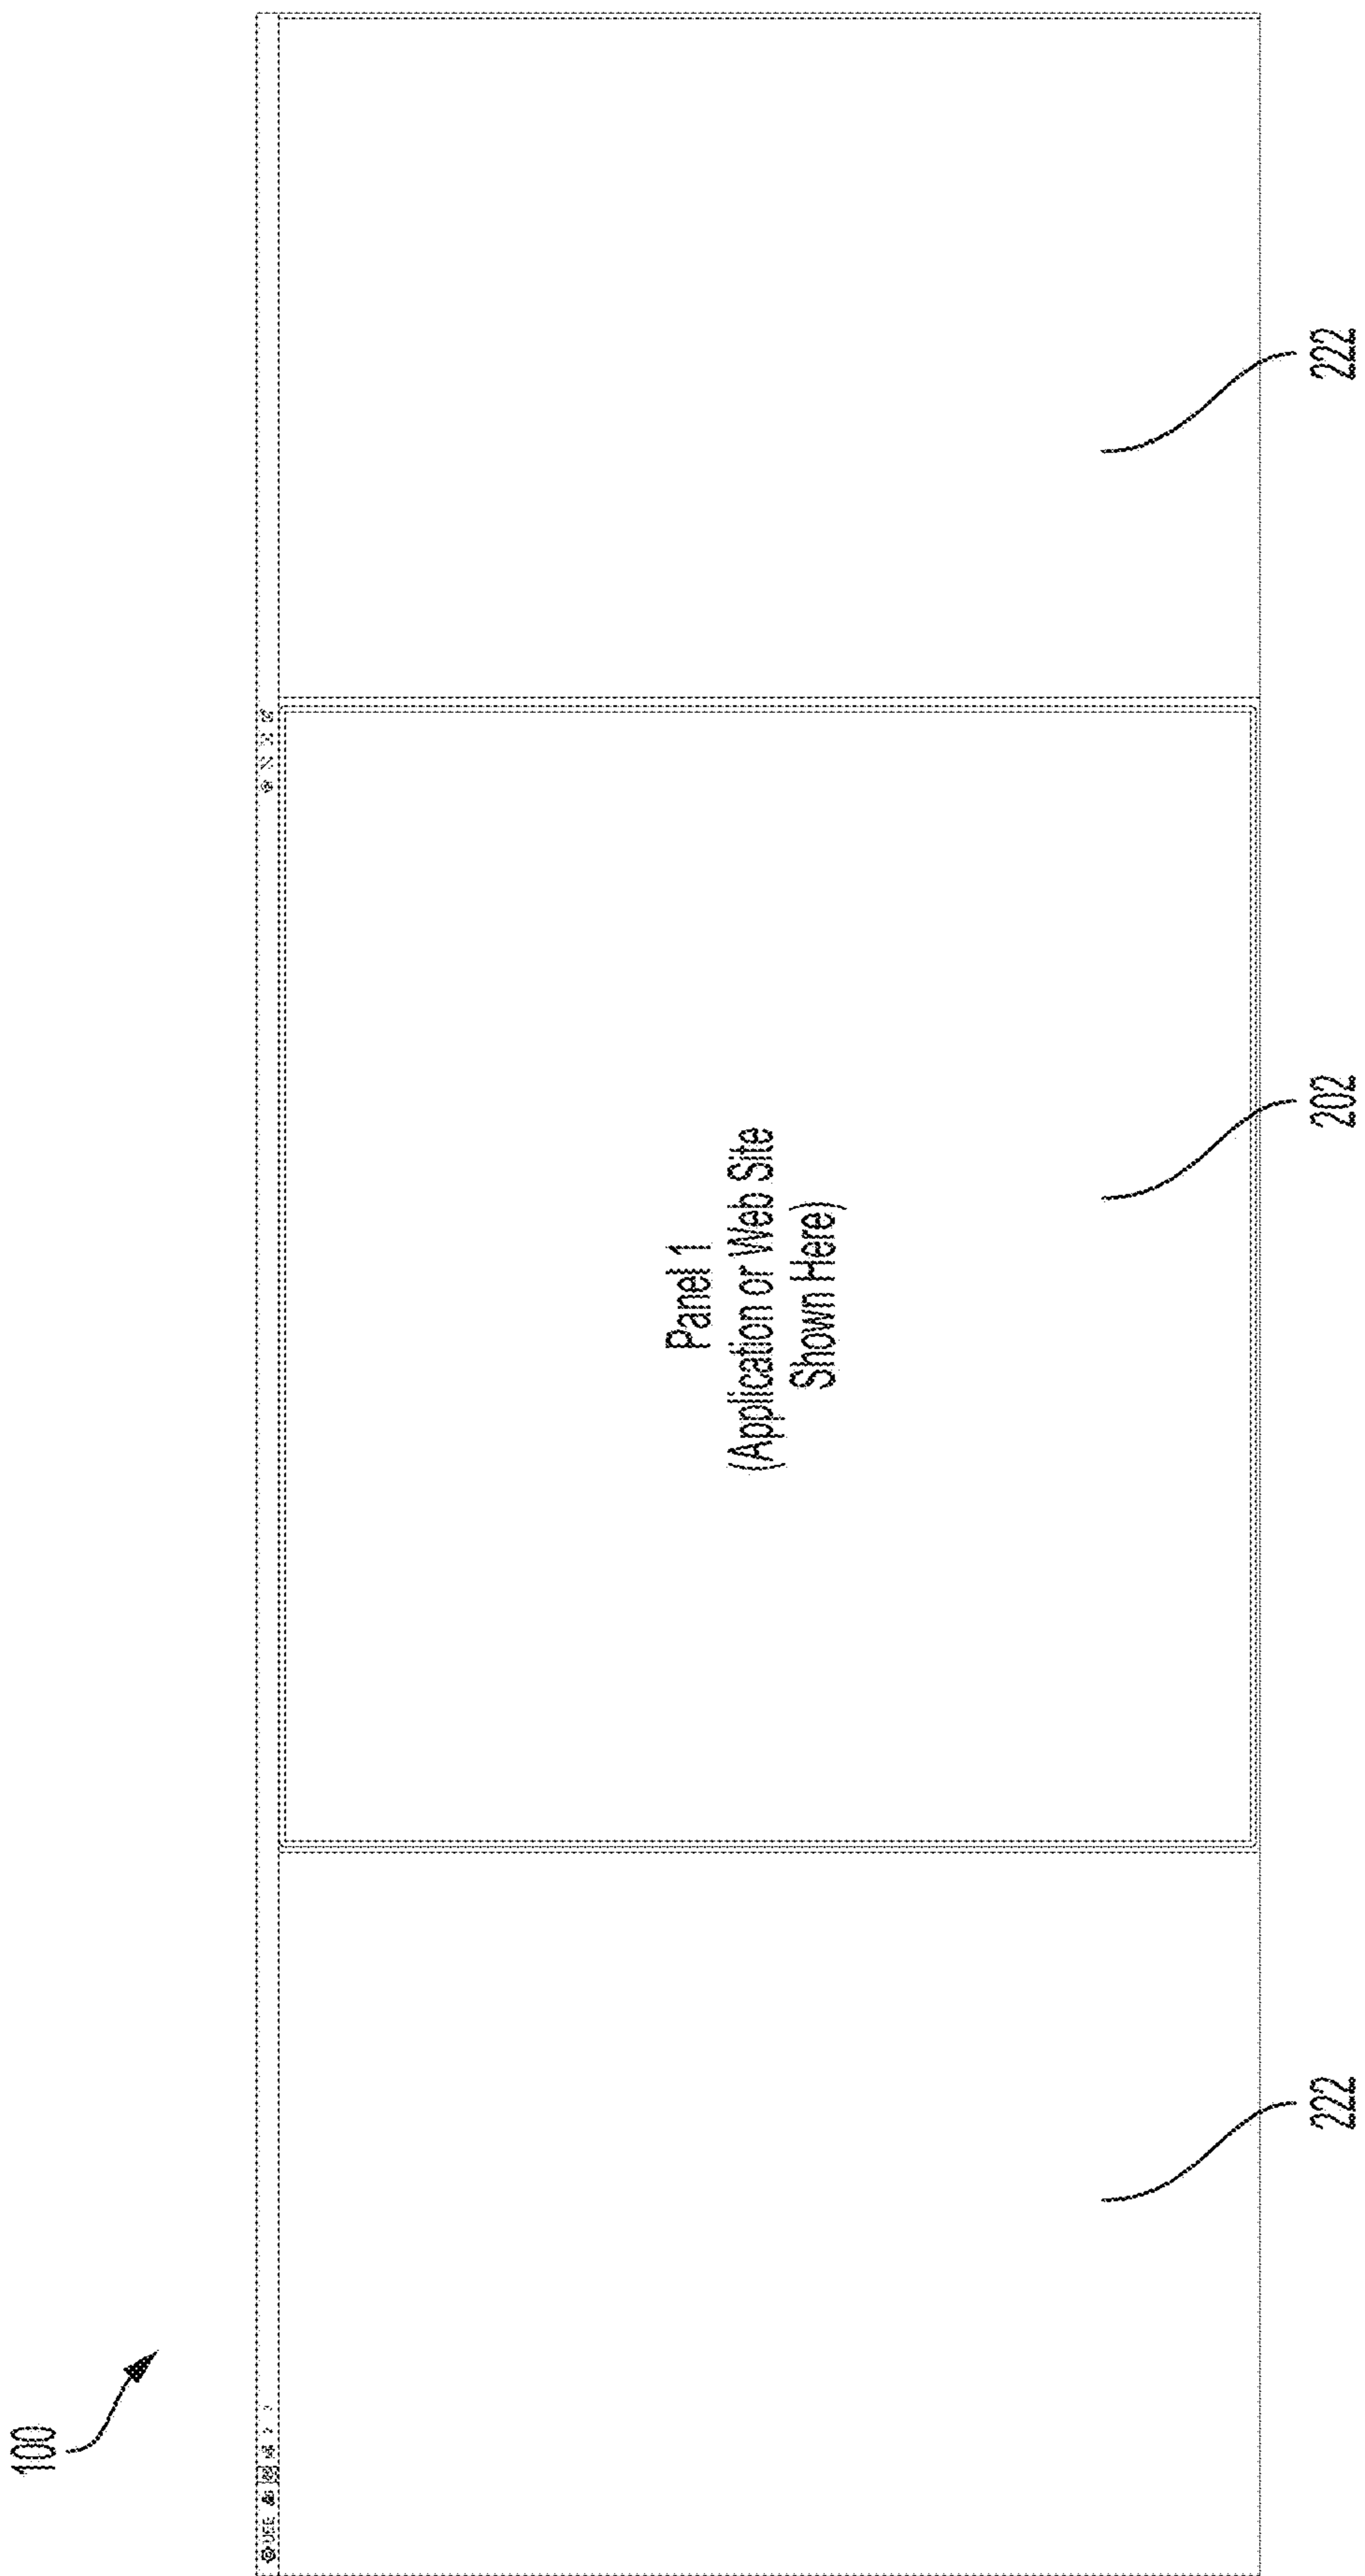 100
Panel 1
(Application or Web Site
Shown Here)
222
202
222